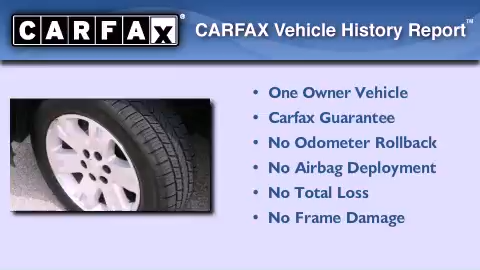 CARFAX®
CARFAX Vehicle History Report™
• One Owner Vehicle
• Carfax Guarantee
• No Odometer Rollback
• No Airbag Deployment
• No Total Loss
• No Frame Damage